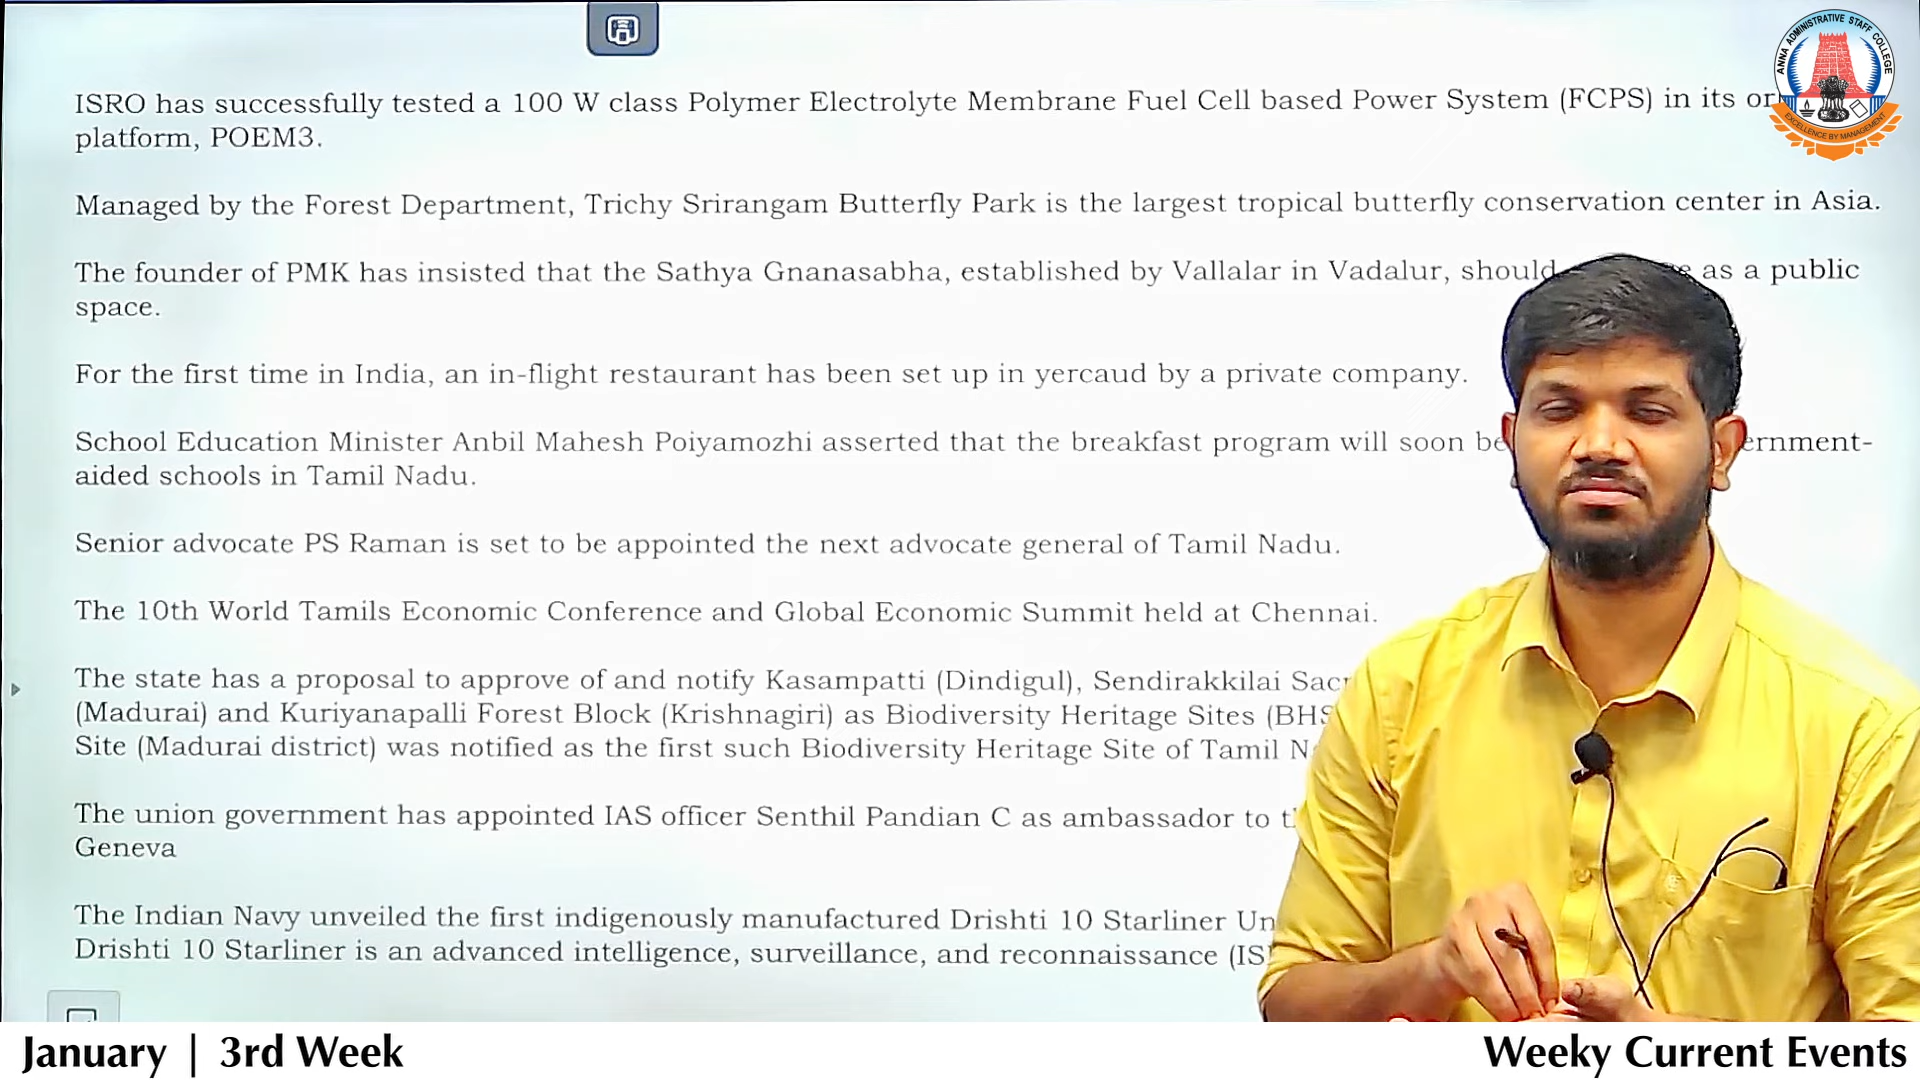 ISRO has successfully tested a 100 W class Polymer Electrolyte Membrane Fuel Cell based Power System (FCPS) in its
platform, POEM3.
Managed by the Forest Department, Trichy Srirangam Butterfly Park is the largest tropical butterfly conservation center in Asia.
The founder of PMK has insisted that the Sathya Gnanasabha, established by Vallalar in Vadalur, should as a public
space.
For the first time in India, an in-flight restaurant has been set up in yercaud by a private company.
School Education Minister Anbil Mahesh Poiyamozhi asserted that the breakfast program will soon be ernment-
aided schools in Tamil Nadu.
Senior advocate PS Raman is set to be appointed the next advocate general of Tamil Nadu.
The 10th World Tamils Economic Conference and Global Economic Summit held at Chennai.
The state has a proposal to approve of and notify Kasampatti (Dindigul), Sendirakkilai
(Madurai) and Kuriyanapalli Forest Block (Krishnagiri) as Biodiversity Heritage Sites (BHS
Site (Madurai district) was notified as the first such Biodiversity Heritage Site of Tamil
The union government has appointed IAS officer Senthil Pandian C as ambassador to
Geneva
The Indian Navy unveiled the first indigenously manufactured Drishti 10 Starliner
Drishti 10 Starliner is an advanced intelligence, surveillance, and reconnaissance
ANNA ADMINISTRATIVE STAFF COLLEGE
EXCELLENCE BY MANAGEMENT
January | 3rd Week
Weeky Current Events